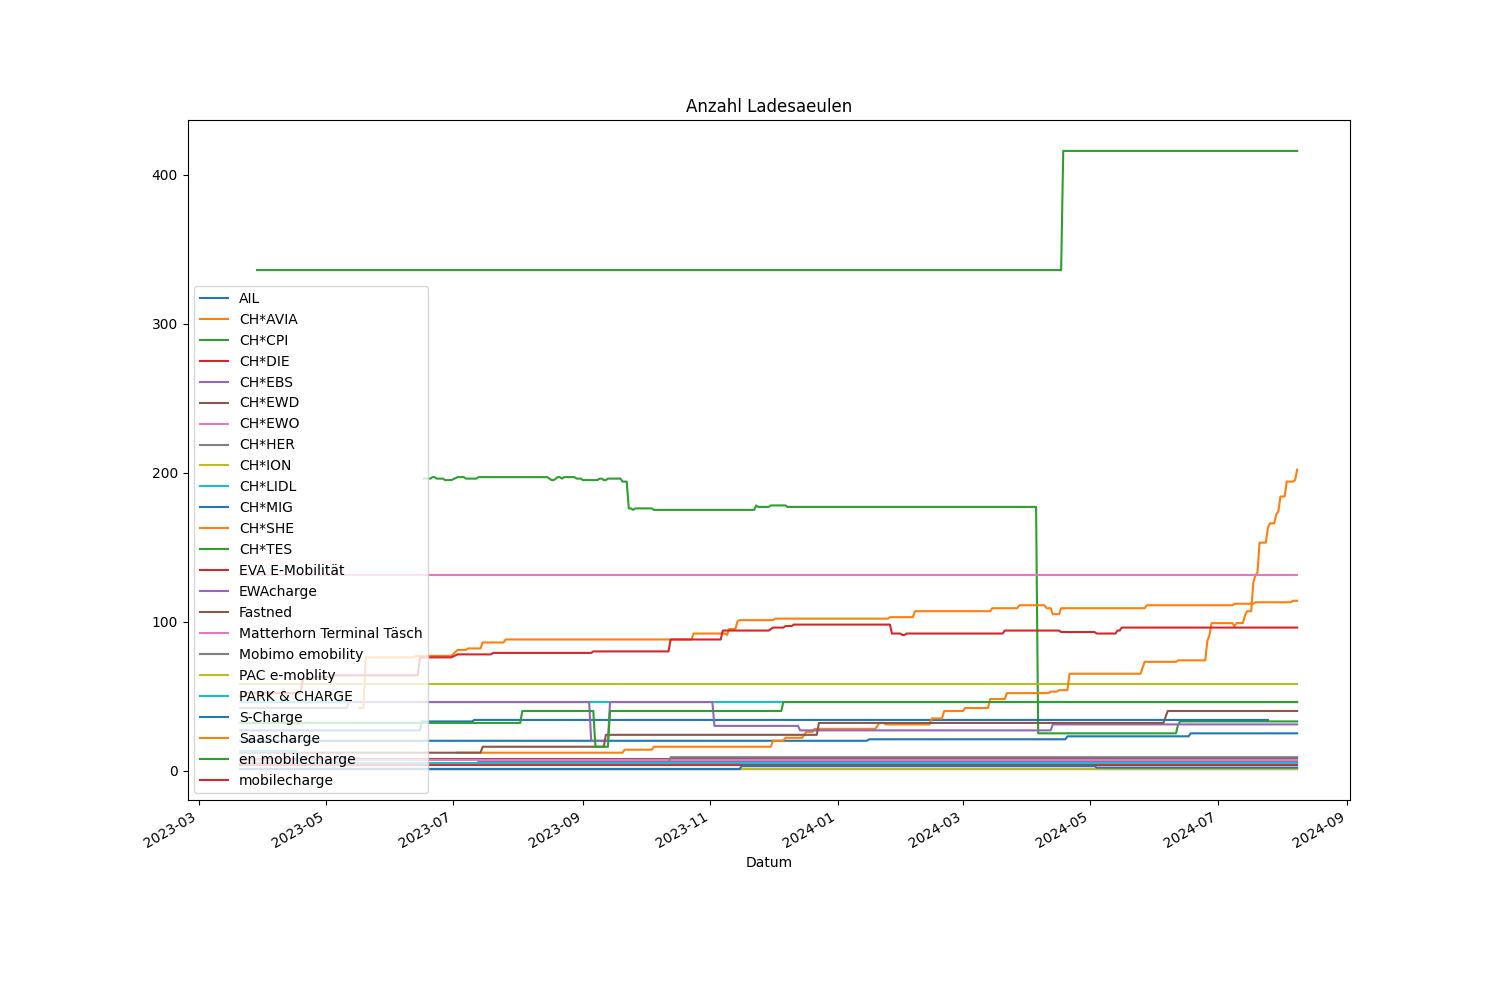 Anzahl Ladesaeulen
400
300
200
100
0
AIL
CH*AVIA
CH*CPI
CH*DIE
CH*EBS
CH*EWD
CH*EWO
CH*HER
CH*ION
CH*LIDL
CH*MIG
CH*SHE
CH*TES
EVA E-Mobilität
EWAcharge
Fastned
Matterhorn Terminal Täsch
Mobimo emobility
PAC e-moblity
PARK & CHARGE
S-Charge
Saascharge
en mobilecharge
mobilecharge
2023-03 2023-05 2023-07 2023-09 2023-11 2024-01 2024-03 2024-05 2024-07 2024-09
Datum